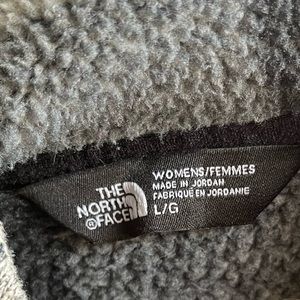 THE
NORTH
FACE
WOMENS/FEMMES
MADE IN JORDAN
FABRIQUÉ EN JORDANIE
L/G